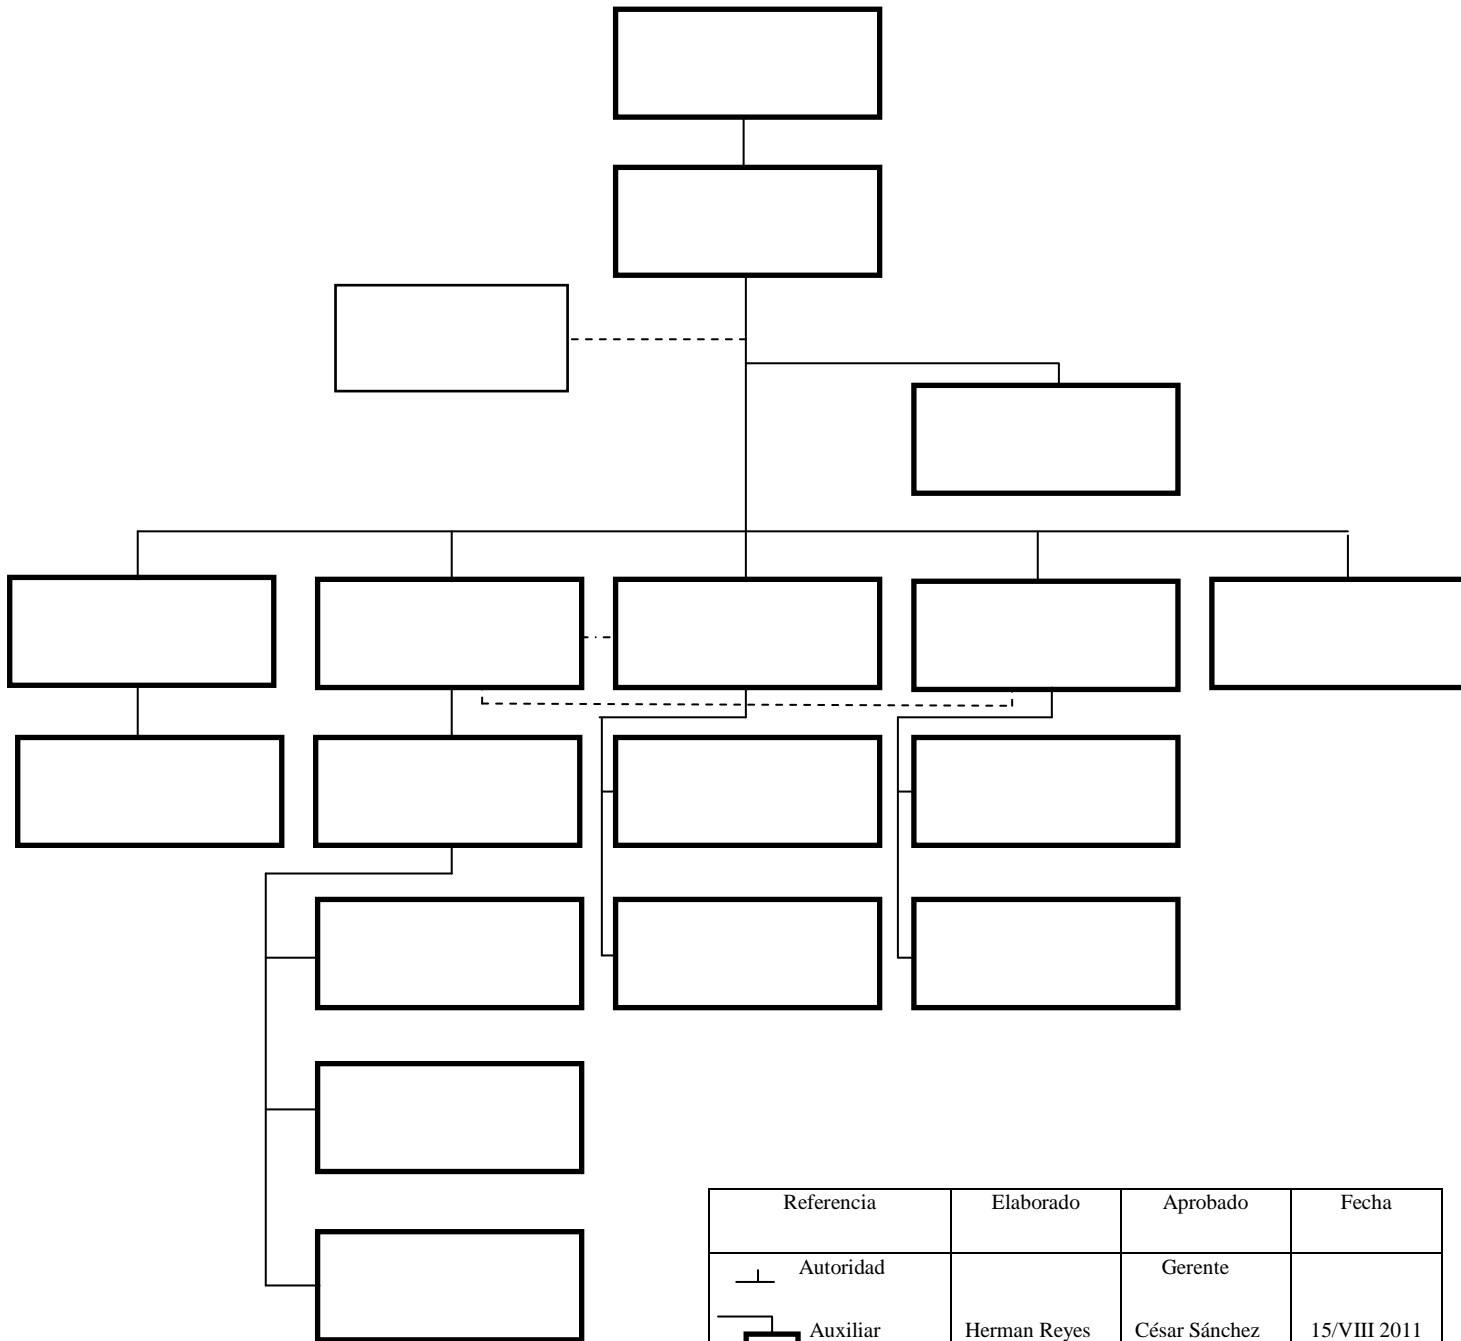 Referencia Elaborado Aprobado Fecha
Autoridad Gerente
Auxiliar Herman Reyes César Sánchez 15/VIII 2011